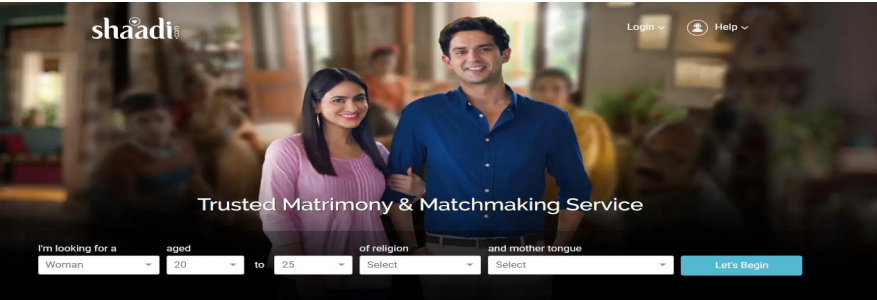 shaadi.com
Login
Help
Trusted Matrimony & Matchmaking Service
I'm looking for a
aged
of religion
and mother tongue
Woman
20
to
25
Select
Select
Let's Begin